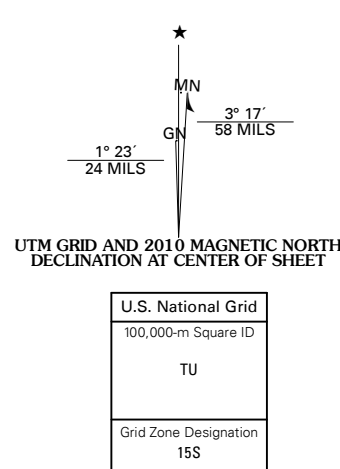 ★
MN
3° 17´
58 MILS
GN
1° 23´
24 MILS
UTM GRID AND 2010 MAGNETIC NORTH
DECLINATION AT CENTER OF SHEET
U.S. National Grid
100,000-m Square ID
TU
Grid Zone Designation
15S